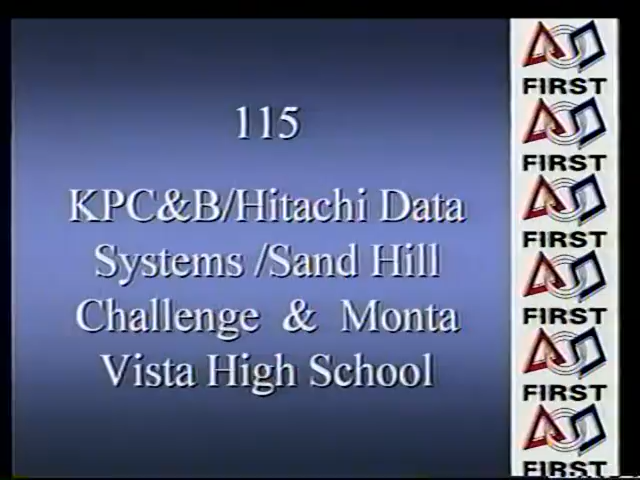 115
KPC&B/Hitachi Data
Systems /Sand Hill
Challenge & Monta
Vista High School
FIRST
FIRST
FIRST
FIRST
FIRST
FIRST